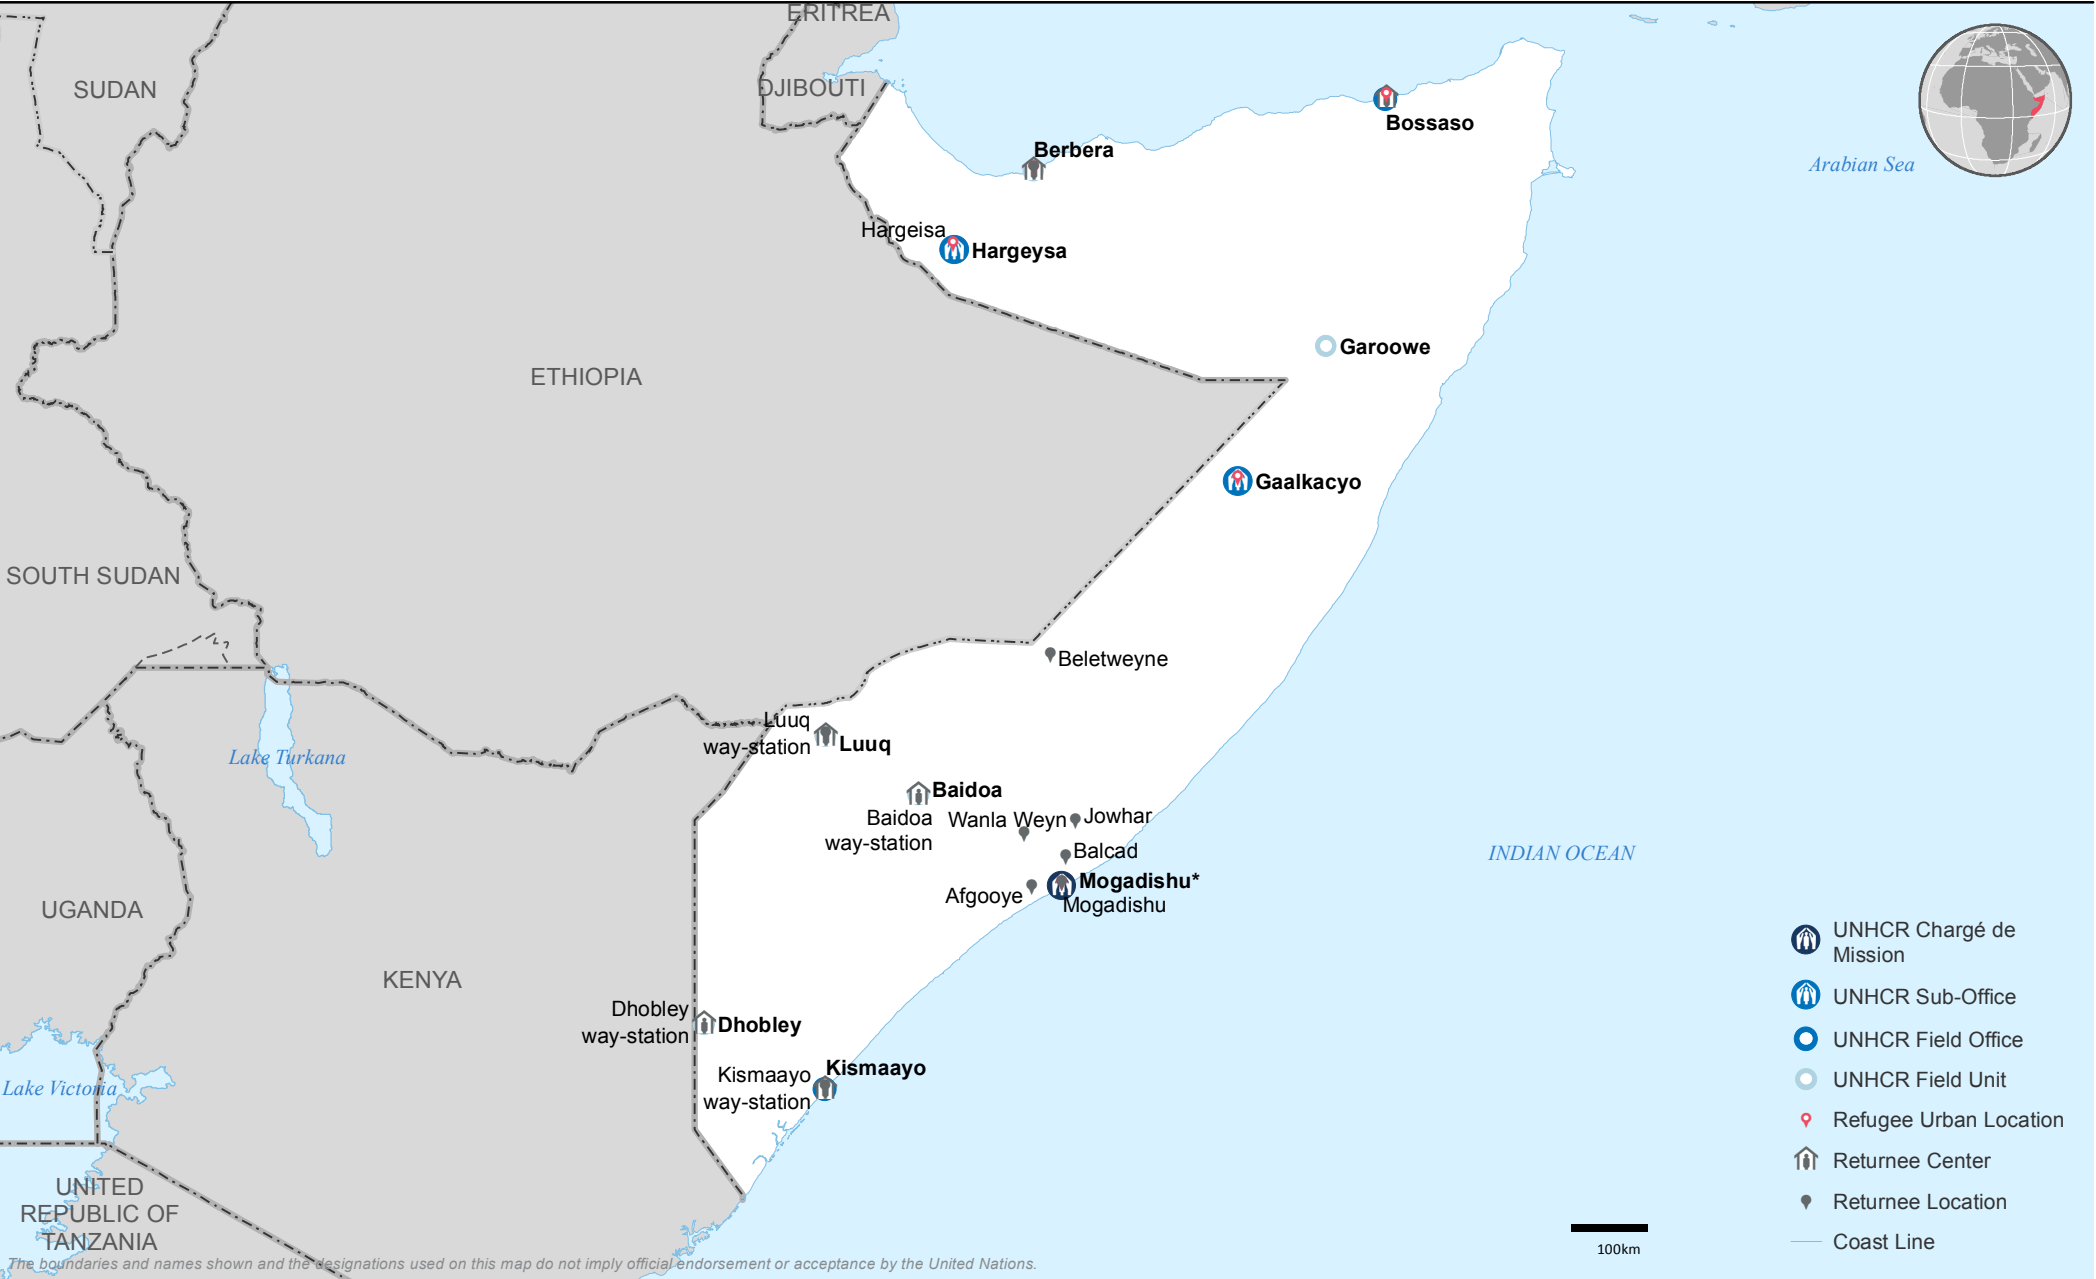 ERITREA
SUDAN
DJIBOUTI
Bossaso
Berbera
Arabian Sea
Hargeisa
Hargeysa
Garoowe
ETHIOPIA
Gaalkacyo
SOUTH SUDAN
Beletweyne
Luuq
way-station
Luuq
Lake Turkana
Baidoa
Baidoa
way-station
Wanla Weyn
Jowhar
Balcad
INDIAN OCEAN
Mogadishu*
Mogadishu
Afgooye
UGANDA
KENYA
Dhobley
way-station
Dhobley
Kismaayo
Kismaayo
way-station
Lake Victoria
UNITED
REPUBLIC OF
TANZANIA
UNHCR Chargé de
Mission
UNHCR Sub-Office
UNHCR Field Office
UNHCR Field Unit
Refugee Urban Location
Returnee Center
Returnee Location
Coast Line
100km
The boundaries and names shown and the designations used on this map do not imply official endorsement or acceptance by the United Nations.